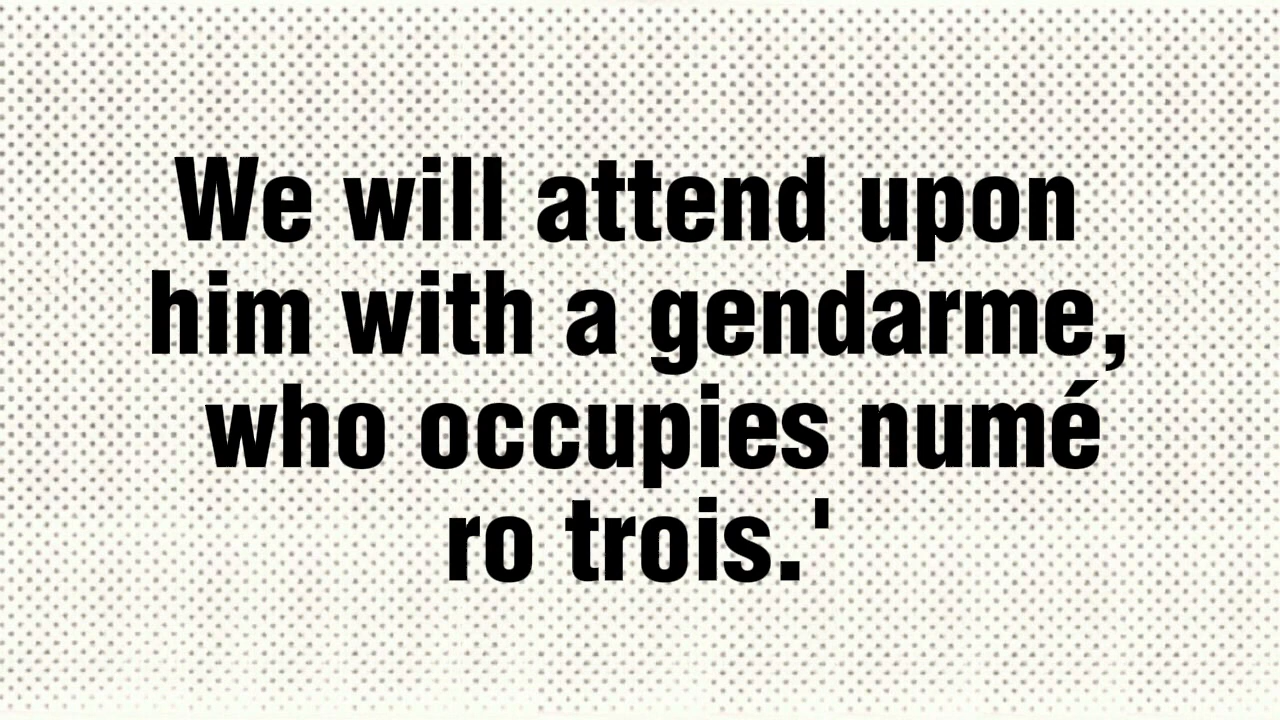 We will attend upon
him with a gendarme,
who occupies numé
ro trois.'